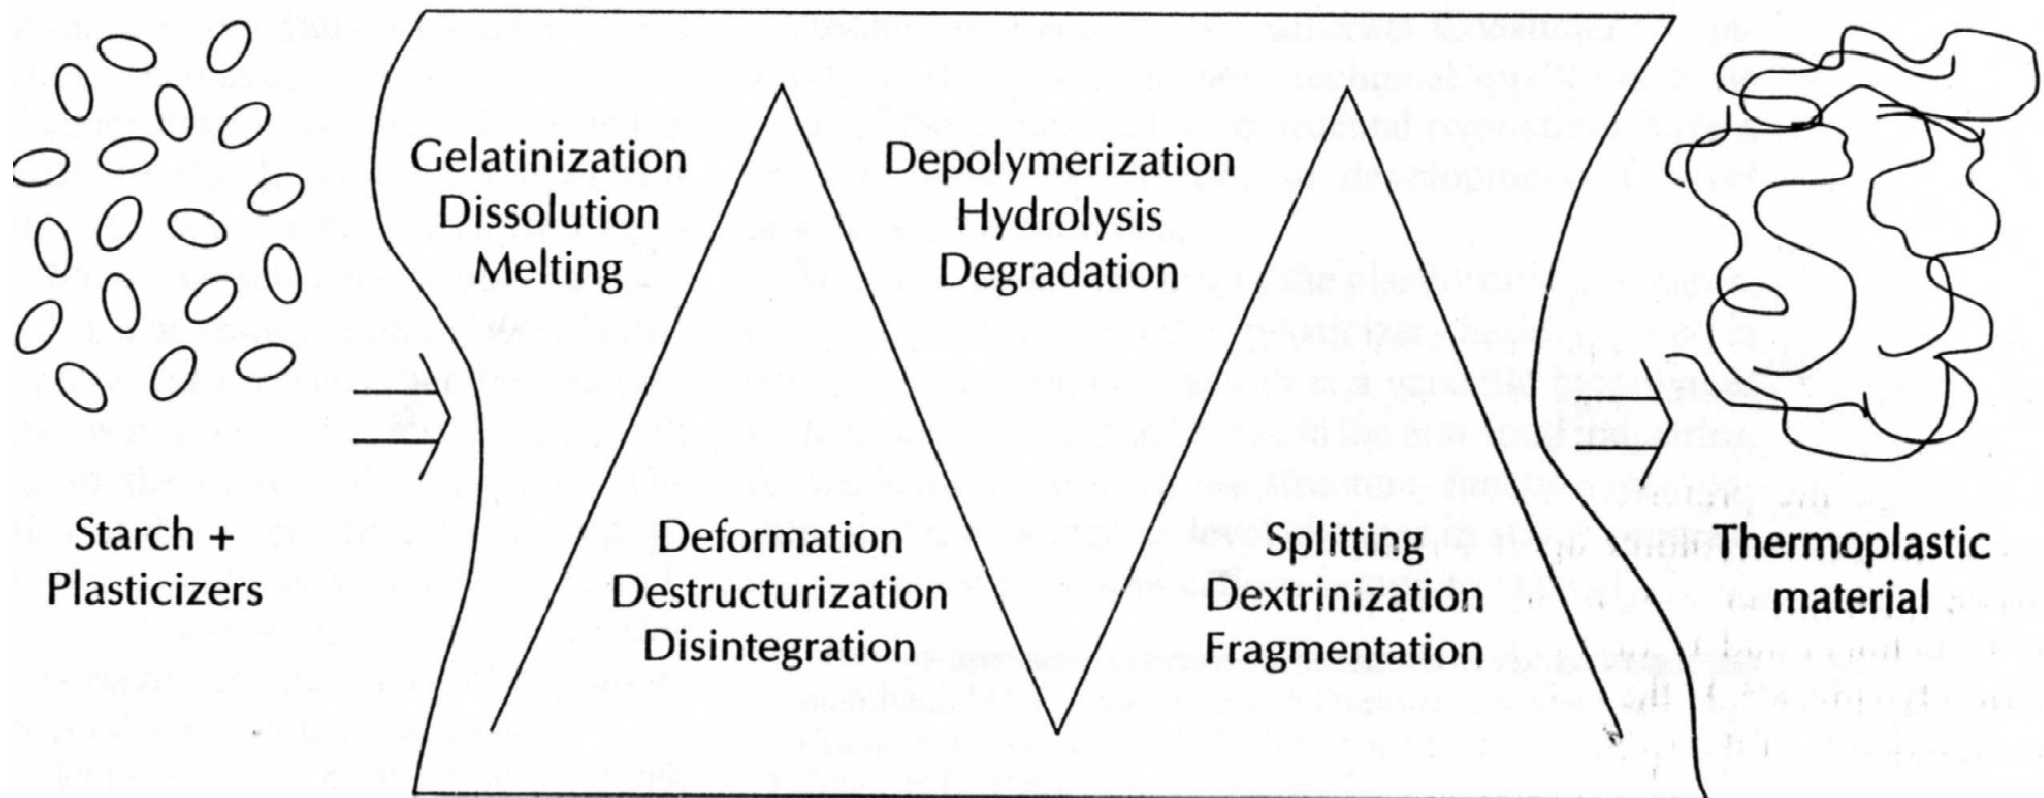 Gelatinization
Dissolution
Melting
Depolymerization
Hydrolysis
Degradation
Starch +
Plasticizers
Deformation
Destructurization
Disintegration
Splitting
Dextrinization
Fragmentation
Thermoplastic
material